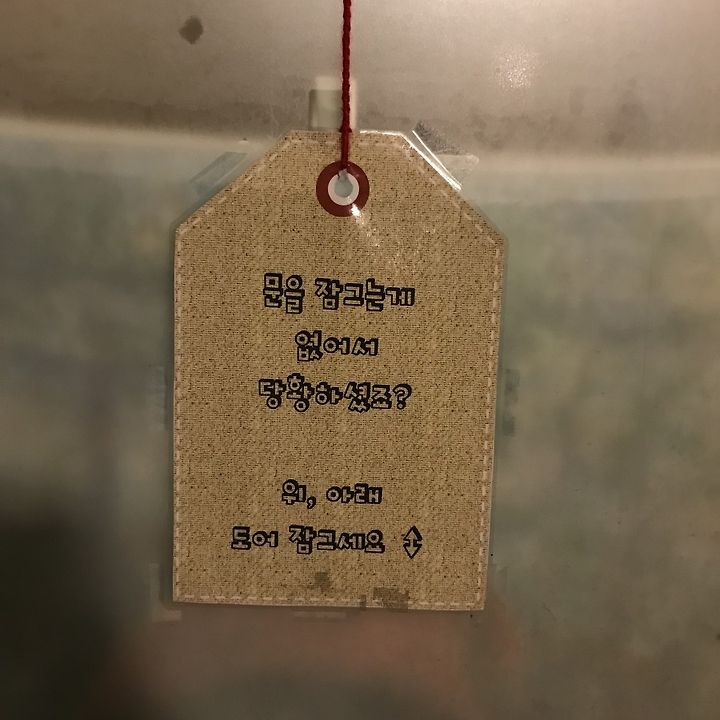 문을 잠그는게
없어서
당황하셨죠?
위, 아래
도어 잠그세요 ⇕